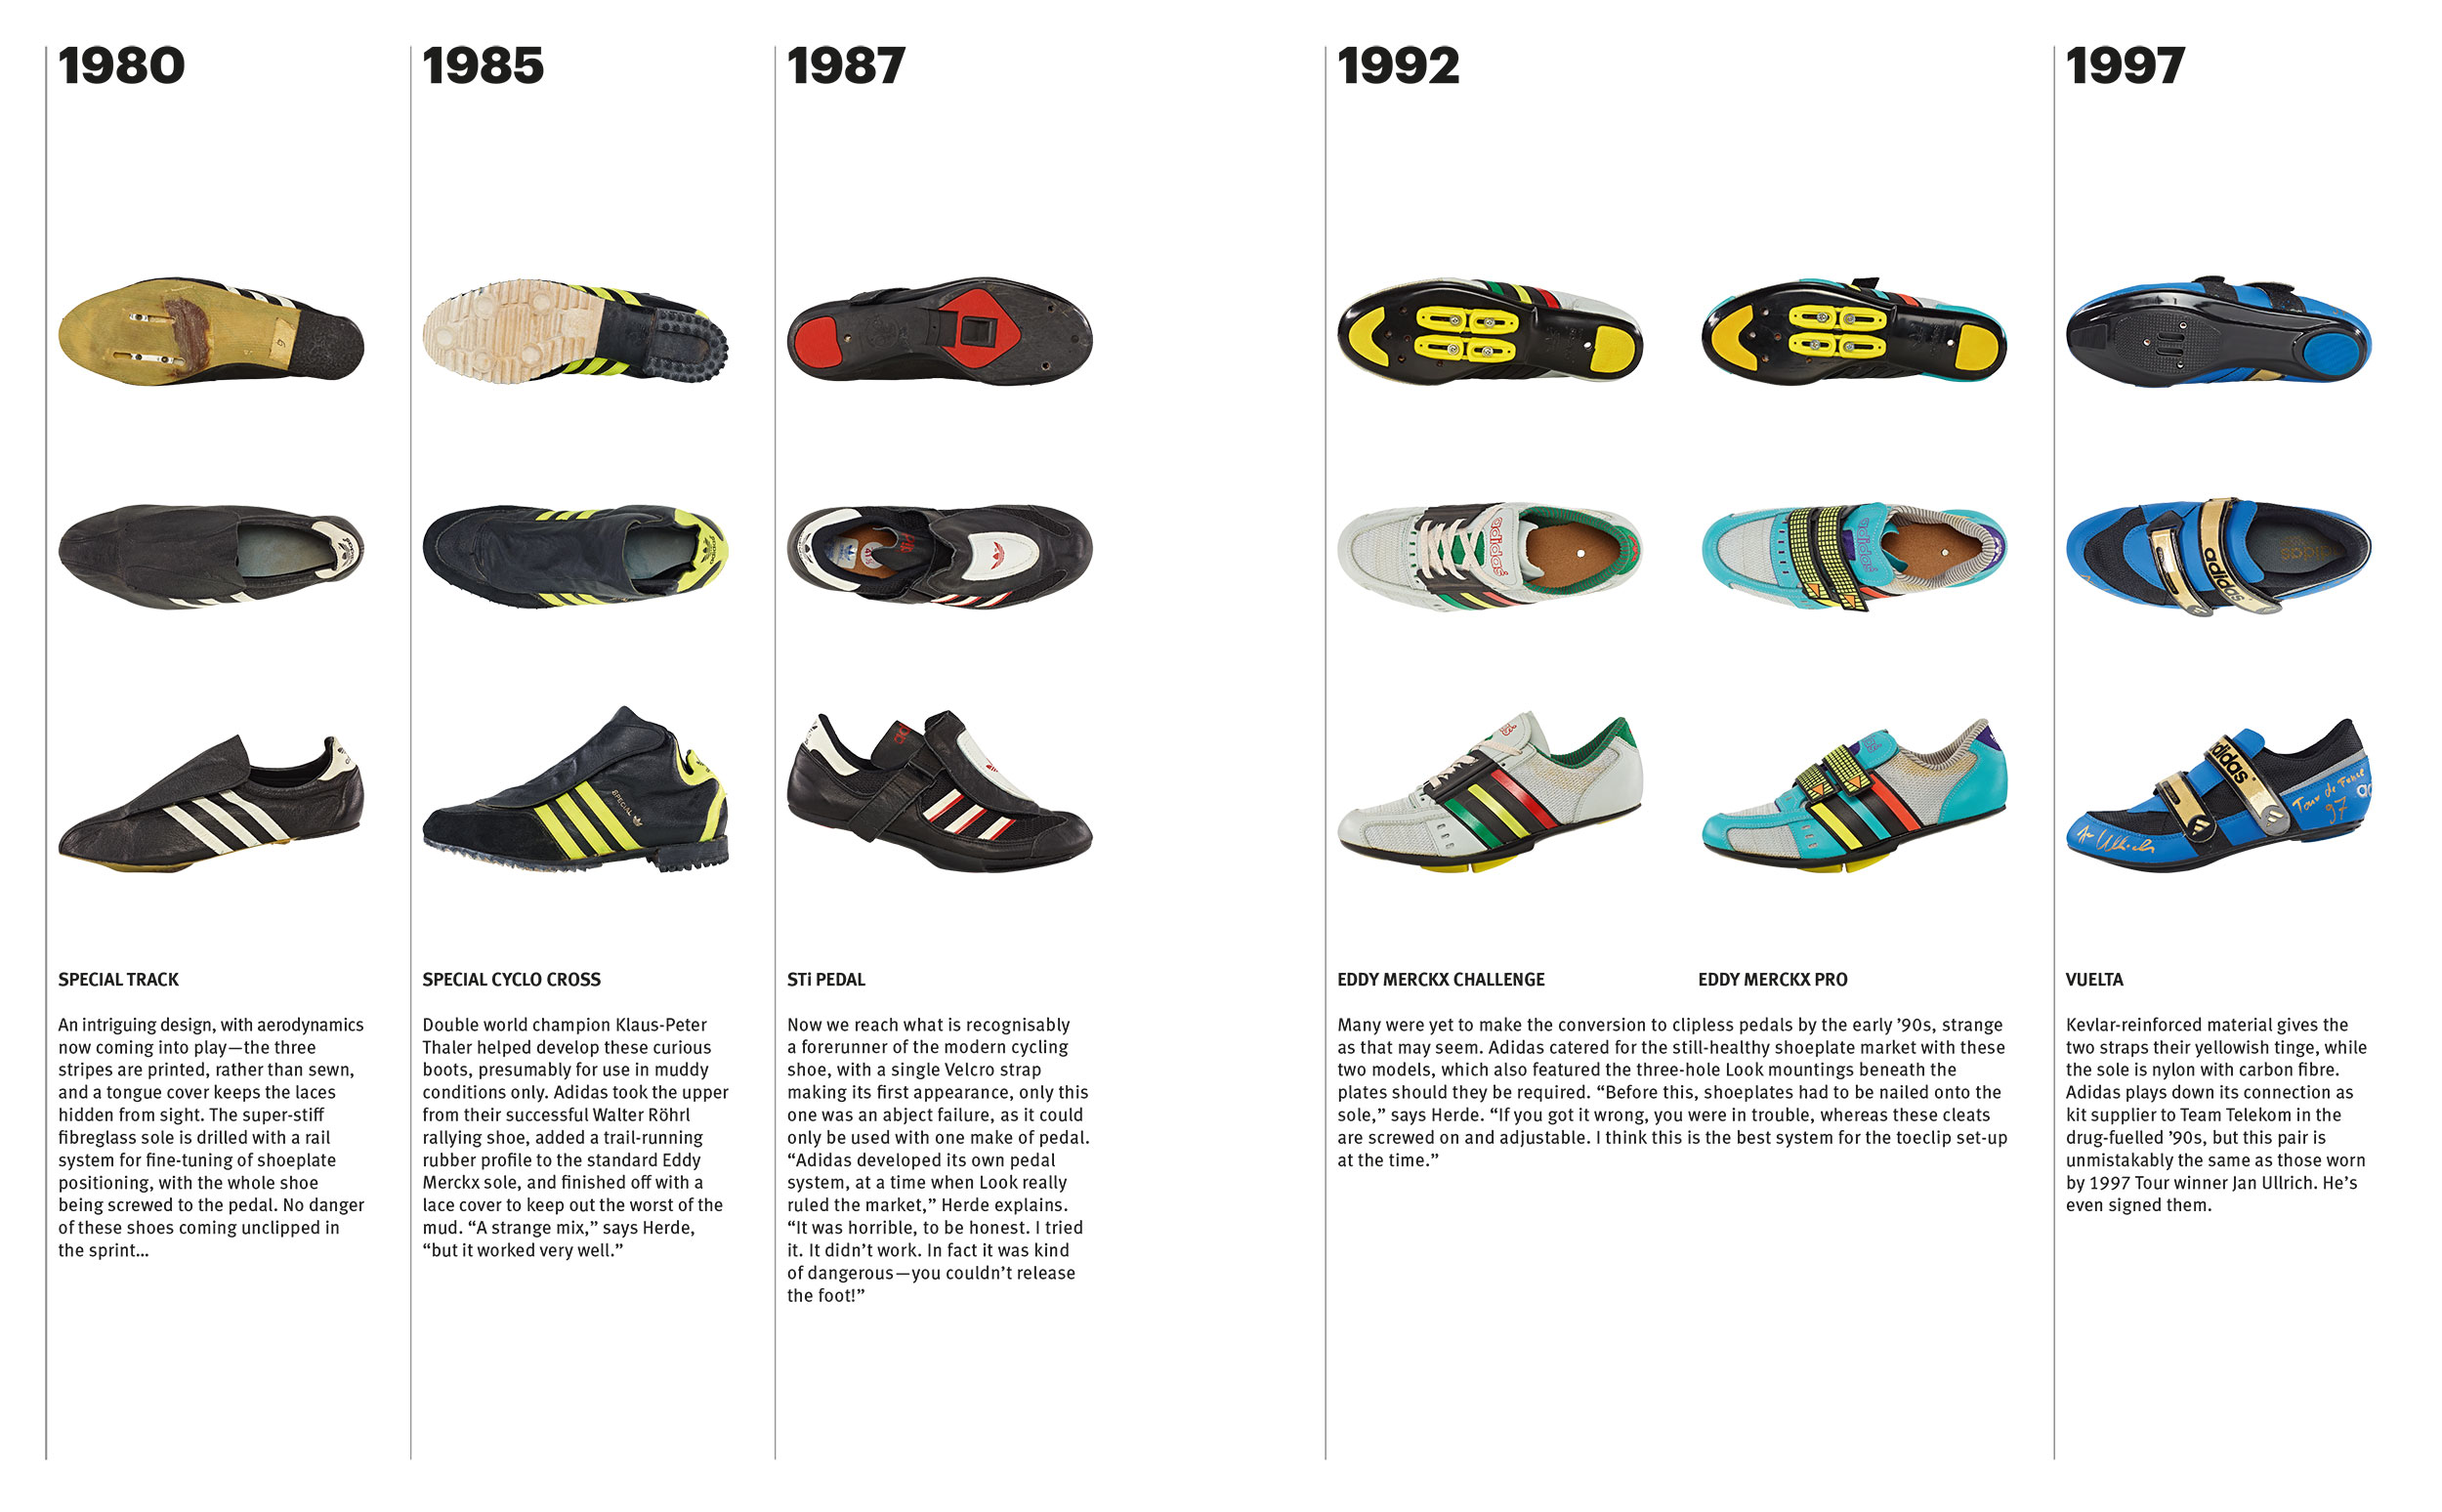 1980
SPECIAL TRACK
An intriguing design, with aerodynamics
now coming into play—the three
stripes are printed, rather than sewn,
and a tongue cover keeps the laces
hidden from sight. The super-stiff
fibreglass sole is drilled with a rail
system for fine-tuning of shoeplate
positioning, with the whole shoe
being screwed to the pedal. No danger
of these shoes coming unclipped in
the sprint...
1985
SPECIAL
SPECIAL CYCLO CROSS
Double world champion Klaus-Peter
Thaler helped develop these curious
boots, presumably for use in muddy
conditions only. Adidas took the upper
from their successful Walter Röhrl
rallying shoe, added a trail-running
rubber profile to the standard Eddy
Merckx sole, and finished off with a
lace cover to keep out the worst of the
mud. “A strange mix,” says Herde,
“but it worked very well.”
1987
STi PEDAL
Now we reach what is recognisably
a forerunner of the modern cycling
shoe, with a single Velcro strap
making its first appearance, only this
one was an abject failure, as it could
only be used with one make of pedal.
“Adidas developed its own pedal
system, at a time when Look really
ruled the market,” Herde explains.
“It was horrible, to be honest. I tried
it. It didn’t work. In fact it was kind
of dangerous—you couldn’t release
the foot!”
1992
adidas
adidas
EDDY MERCKX CHALLENGE
EDDY MERCKX PRO
Many were yet to make the conversion to clipless pedals by the early ’90s, strange
as that may seem. Adidas catered for the still-healthy shoeplate market with these
two models, which also featured the three-hole Look mountings beneath the
plates should they be required. “Before this, shoeplates had to be nailed onto the
sole,” says Herde. “If you got it wrong, you were in trouble, whereas these cleats
are screwed on and adjustable. I think this is the best system for the toeclip set-up
at the time.”
1997
adidas
adidas
Tour de France
97
VUELTA
Kevlar-reinforced material gives the
two straps their yellowish tinge, while
the sole is nylon with carbon fibre.
Adidas plays down its connection as
kit supplier to Team Telekom in the
drug-fuelled ’90s, but this pair is
unmistakably the same as those worn
by 1997 Tour winner Jan Ullrich. He’s
even signed them.